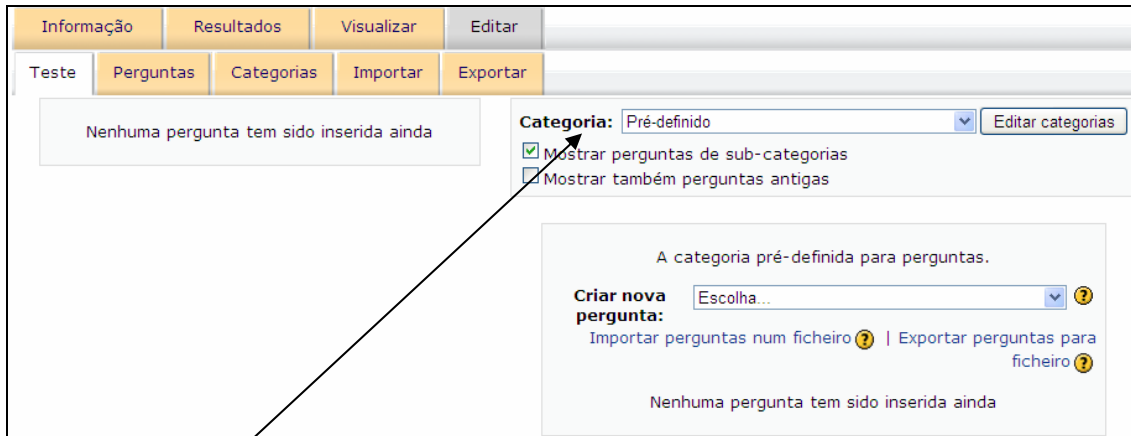 Informação Resultados Visualizar Editar
Teste Perguntas Categorias Importar Exportar
Nenhuma pergunta tem sido inserida ainda
Categoria: Pré-definido Editar categorias
Mostrar perguntas de sub-categorias
Mostrar também perguntas antigas
A categoria pré-definida para perguntas.
Criar nova pergunta: Escolha...
Importar perguntas num ficheiro ? | Exportar perguntas para
ficheiro ?
Nenhuma pergunta tem sido inserida ainda